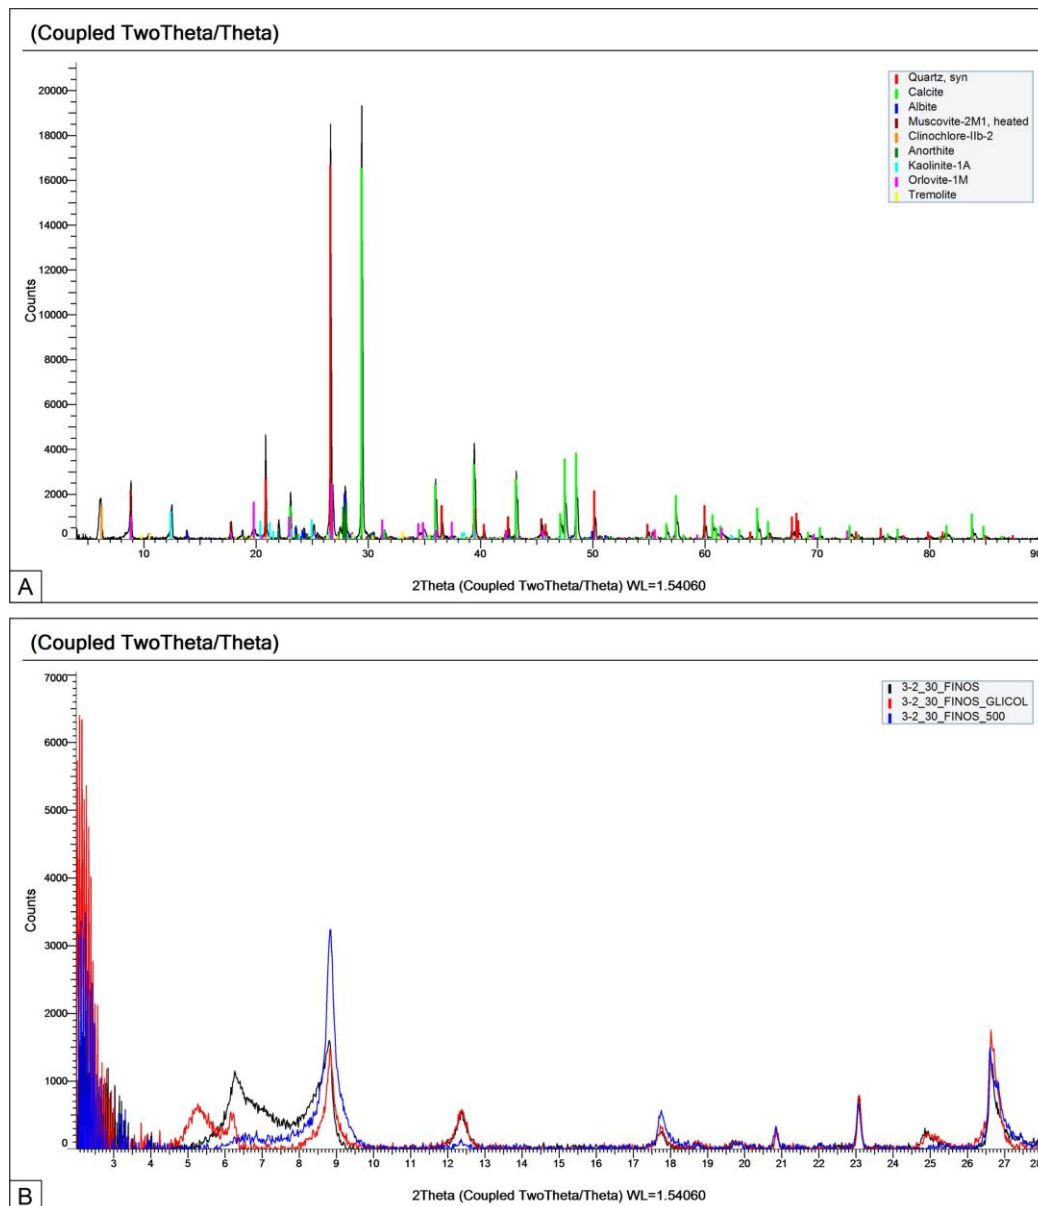 (Coupled TwoTheta/Theta)
Quartz, syn
Calcite
Albite
Muscovite-2M1, heated
Clinochlore-IIb-2
Anorthite
Kaolinite-1A
Orlovite-1M
Tremolite
20000
18000
16000
14000
12000
10000
8000
6000
4000
2000
0
Counts
10 20 30 40 50 60 70 80 90
2Theta (Coupled TwoTheta/Theta) WL=1.54060
A
(Coupled TwoTheta/Theta)
3-2_30_FINOS
3-2_30_FINOS_GLICOL
3-2_30_FINOS_500
7000
6000
5000
4000
3000
2000
1000
0
Counts
3 4 5 6 7 8 9 10 11 12 13 14 15 16 17 18 19 20 21 22 23 24 25 26 27 28
2Theta (Coupled TwoTheta/Theta) WL=1.54060
B